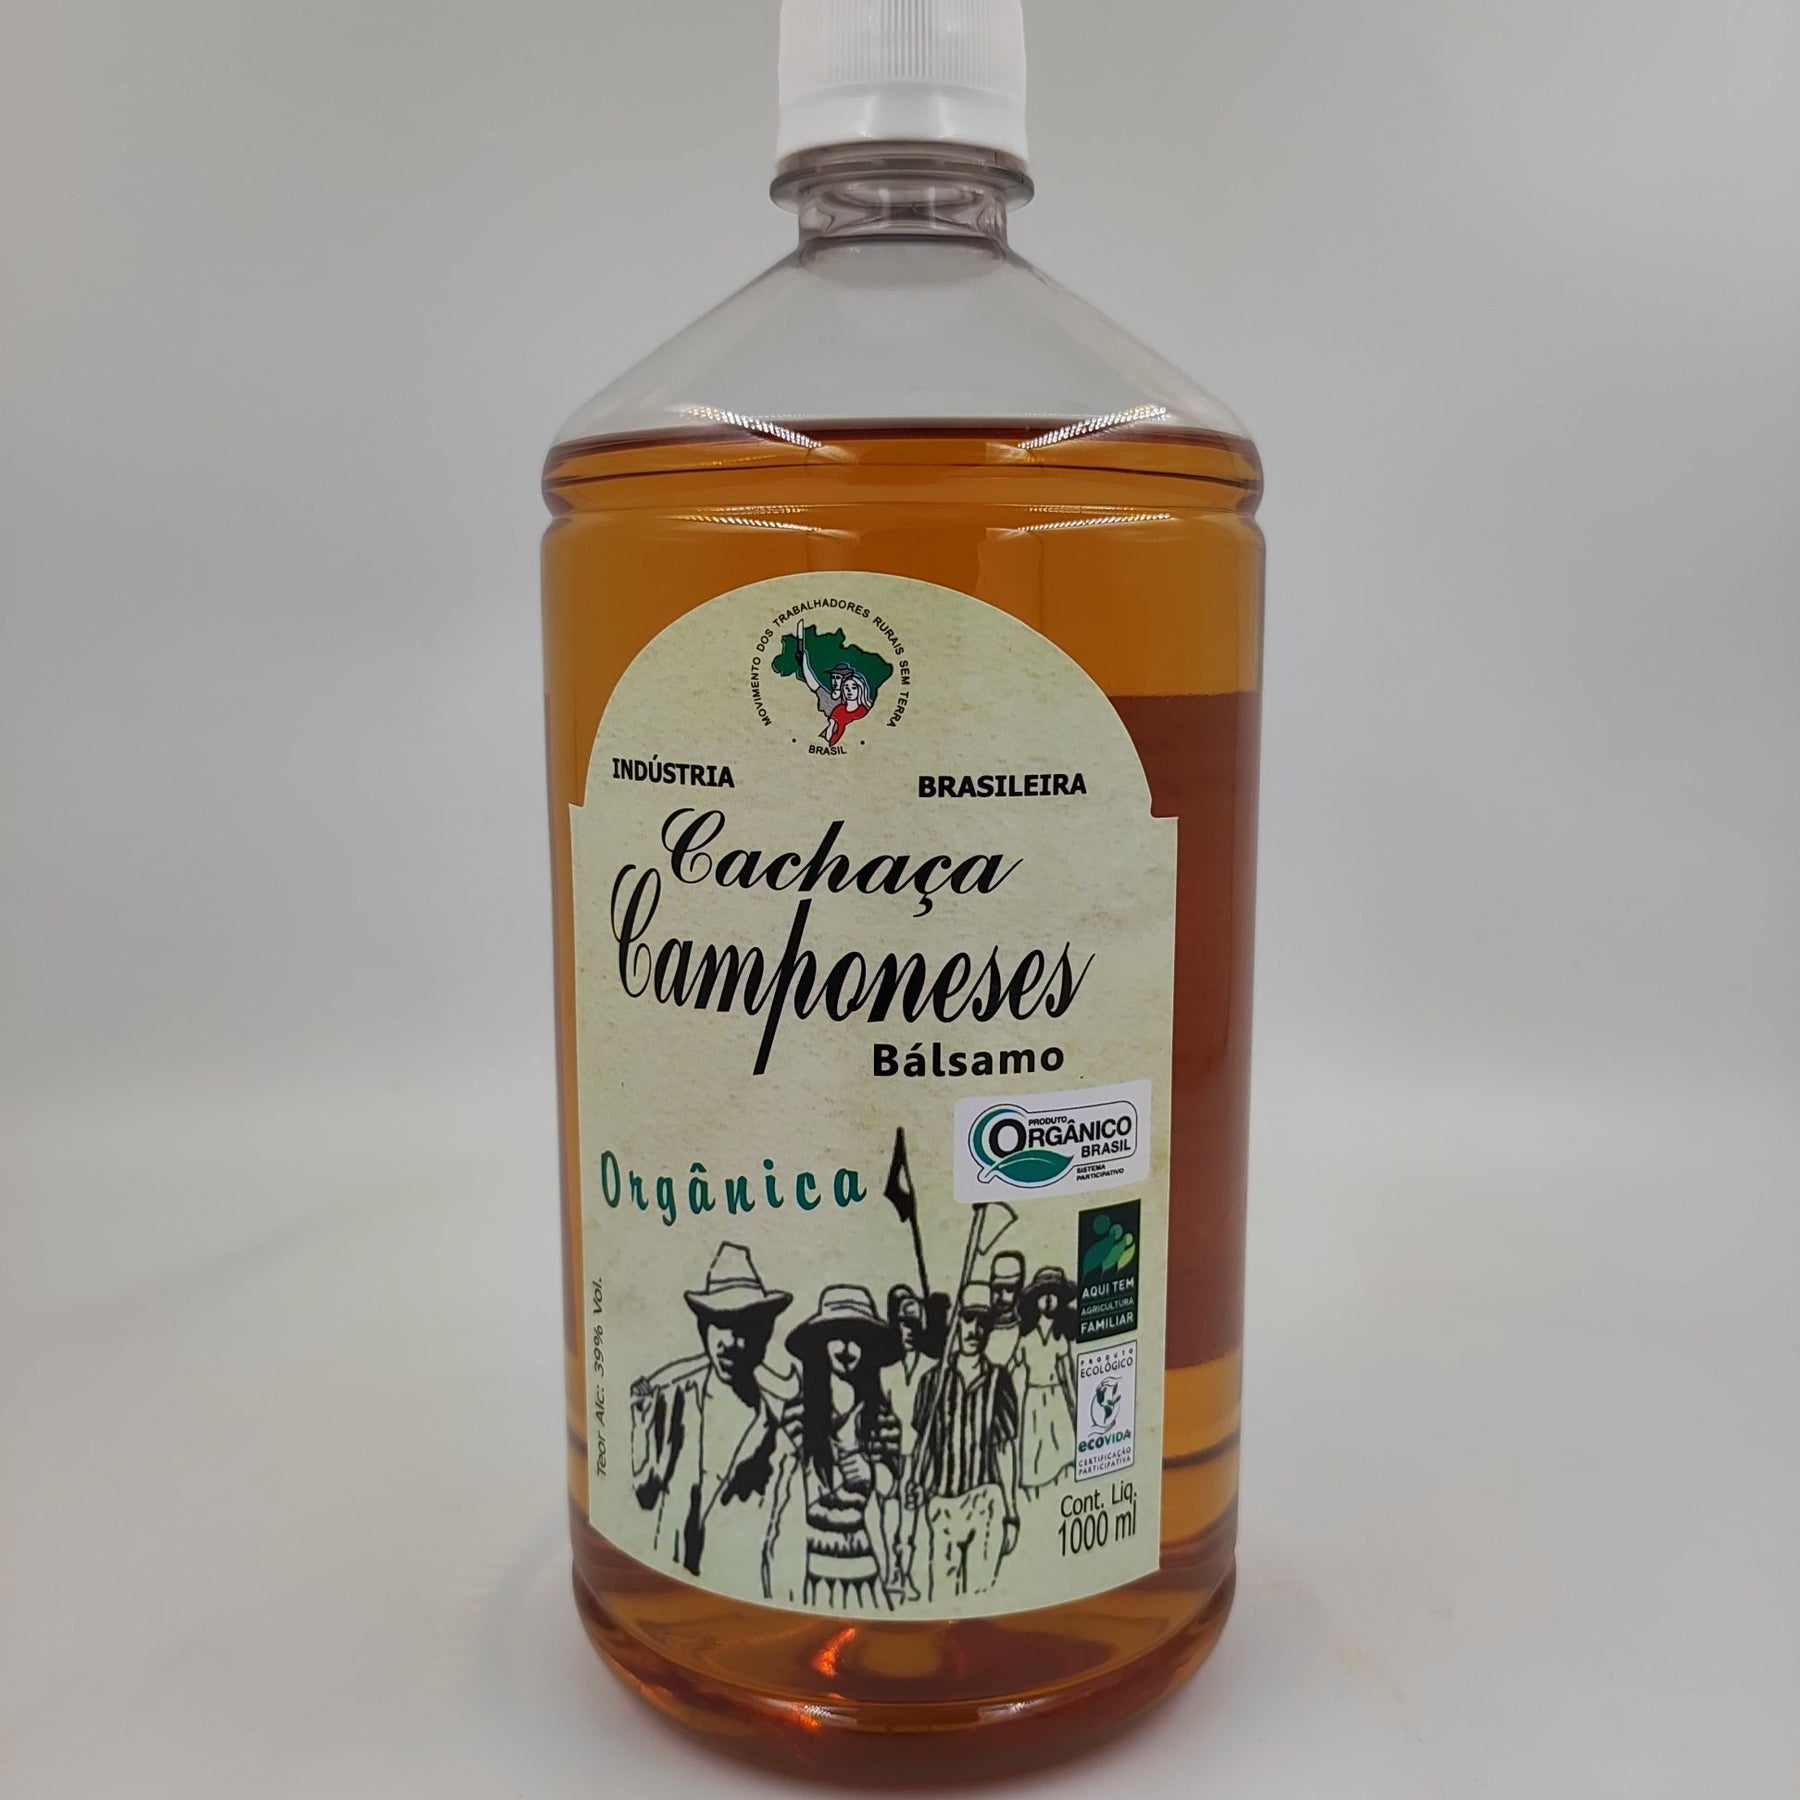 MOVIMENTO DOS TRABALHADORES RURAIS SEM TERRA
· BRASIL ·
INDÚSTRIA BRASILEIRA
Cachaça
Camponeses
Bálsamo
PRODUTO
ORGÂNICO
BRASIL
SISTEMA
PARTICIPATIVO
Orgânica
AQUI TEM
AGRICULTURA
FAMILIAR
PRODUTO
ECOLÓGICO
ecoVIDA
CERTIFICAÇÃO
PARTICIPATIVA
Teor Alc: 39% Vol.
Cont. Liq.
1000 ml